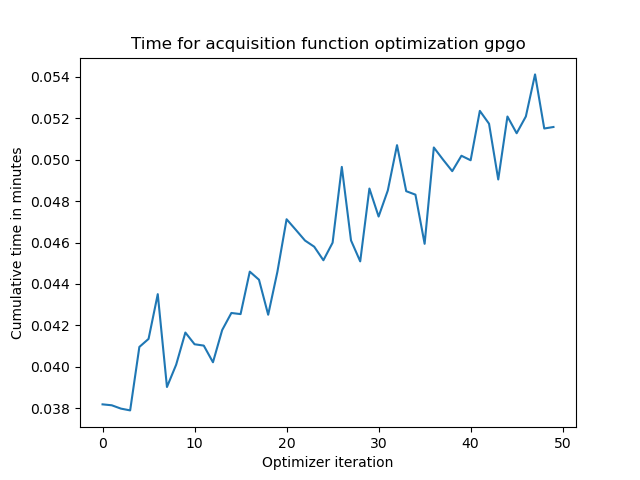 Time for acquisition function optimization gpgo
Cumulative time in minutes
0.054
0.052
0.050
0.048
0.046
0.044
0.042
0.040
0.038
0 10 20 30 40 50
Optimizer iteration